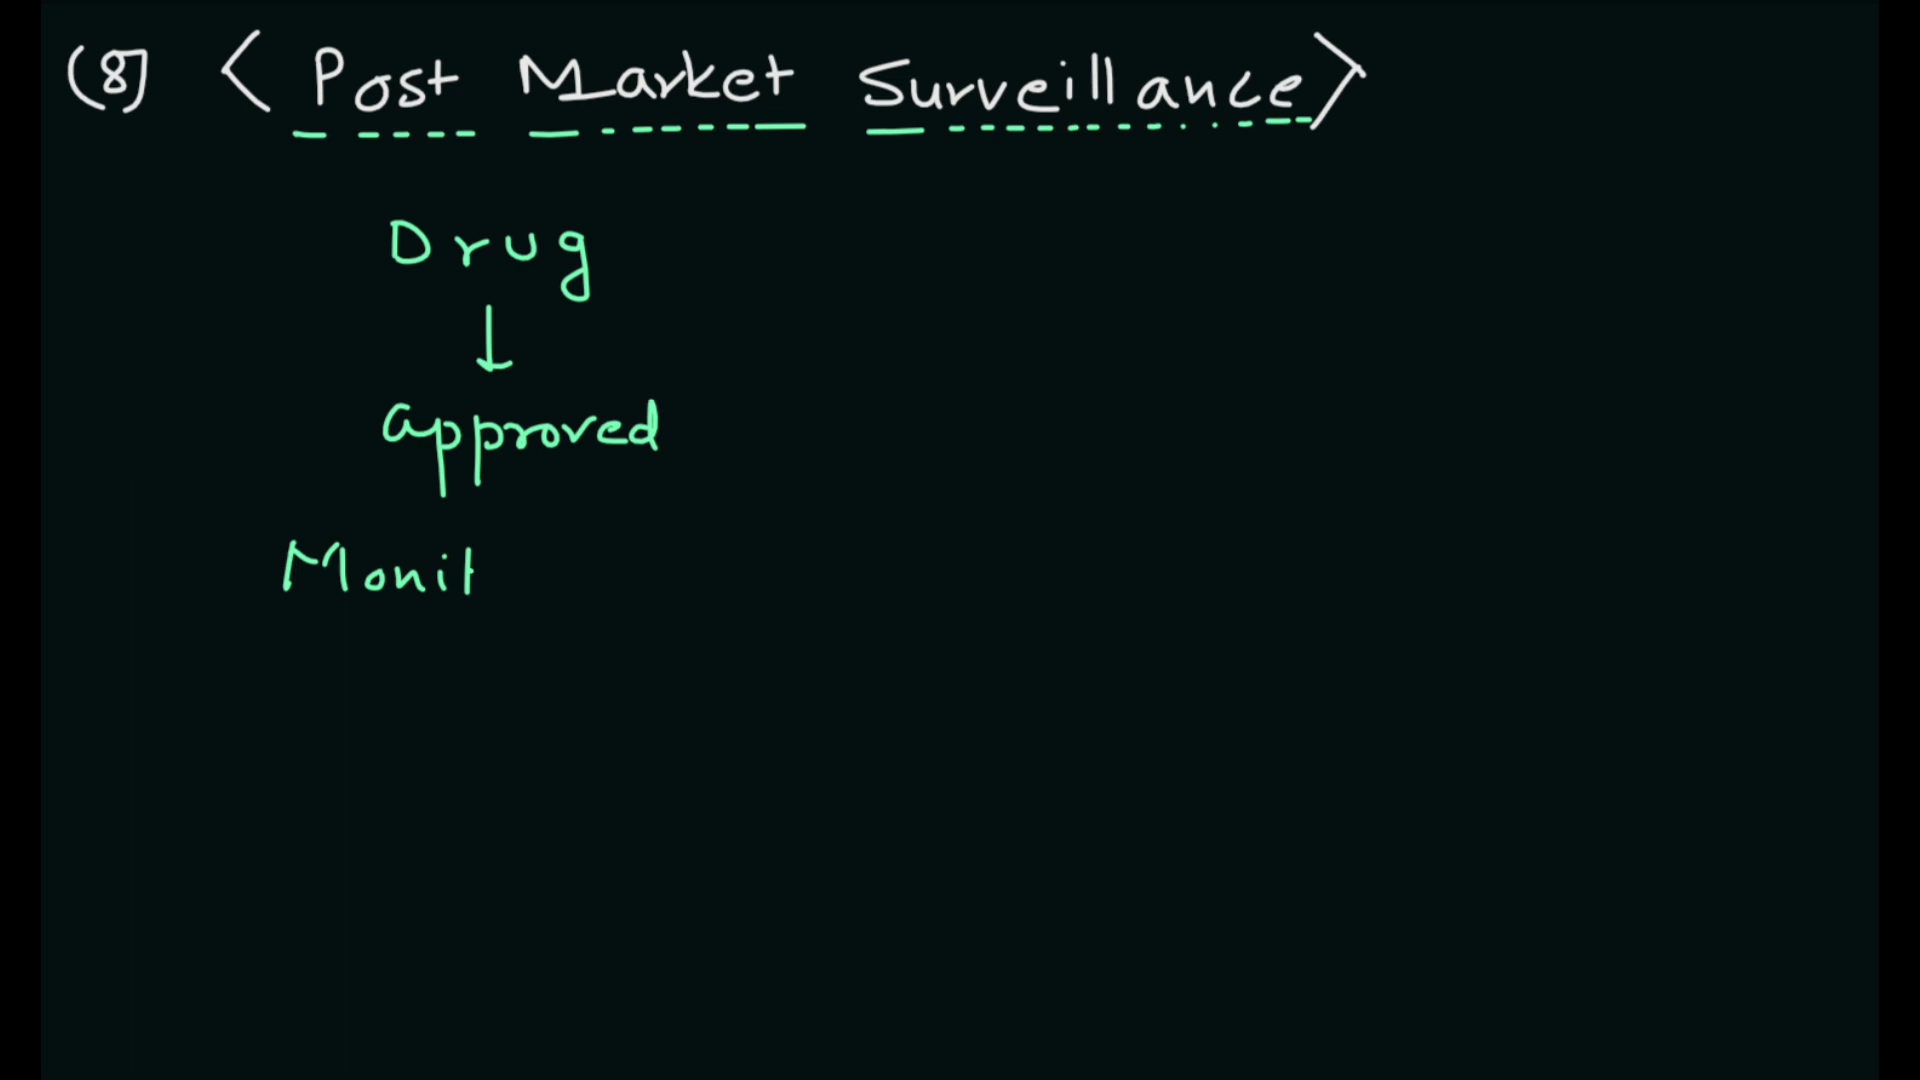 (8) < Post Market Surveillance >
Drug
↓
approved
Monit